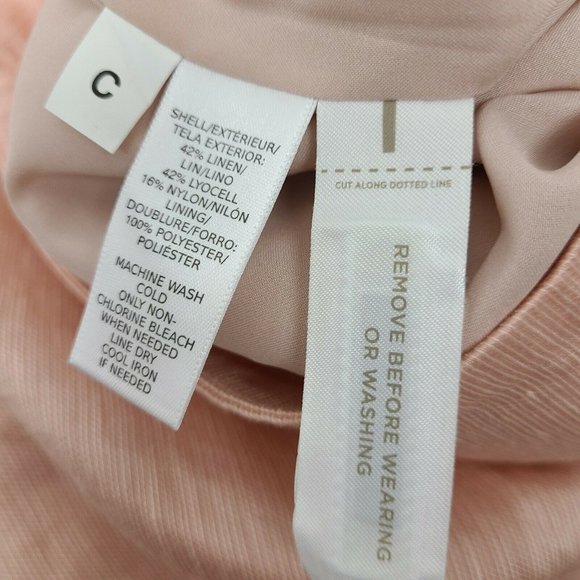 C
SHELL/EXTÉRIEUR/
TELA EXTERIOR:
42% LINEN/
LIN/LINO
42% LYOCELL
16% NYLON/NILÓN
LINING/
DOUBLURE/FORRO:
100% POLYESTER/
POLIÉSTER
MACHINE WASH
COLD
ONLY NON-
CHLORINE BLEACH
WHEN NEEDED
LINE DRY
COOL IRON
IF NEEDED
CUT ALONG DOTTED LINE
REMOVE BEFORE WEARING
OR WASHING